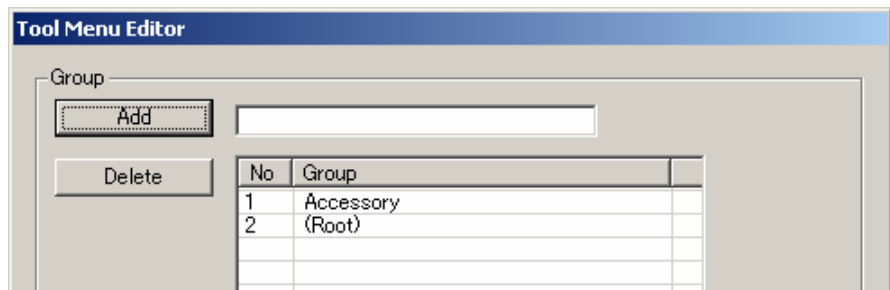 Tool Menu Editor
Group
Add
Delete
No Group
1 Accessory
2 (Root)